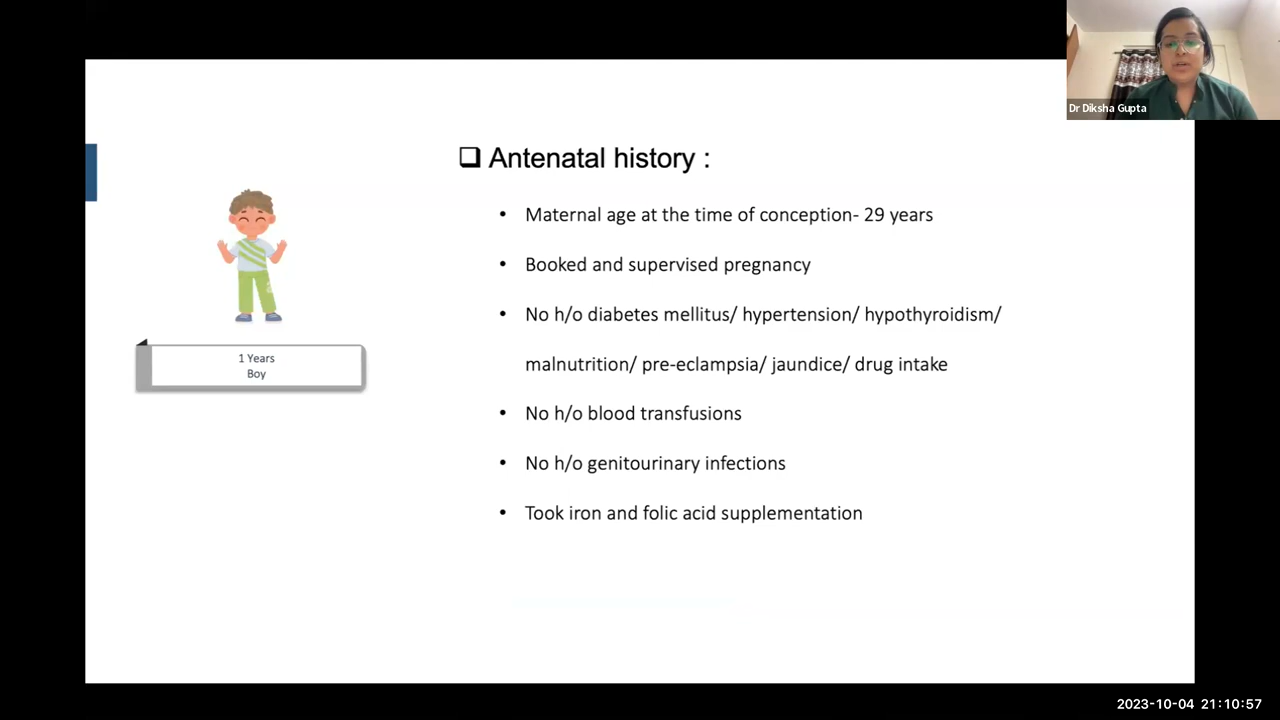 Dr Diksha Gupta
❑ Antenatal history :
• Maternal age at the time of conception- 29 years
• Booked and supervised pregnancy
• No h/o diabetes mellitus/ hypertension/ hypothyroidism/
malnutrition/ pre-eclampsia/ jaundice/ drug intake
• No h/o blood transfusions
• No h/o genitourinary infections
• Took iron and folic acid supplementation
1 Years
Boy
2023-10-04 21:10:57